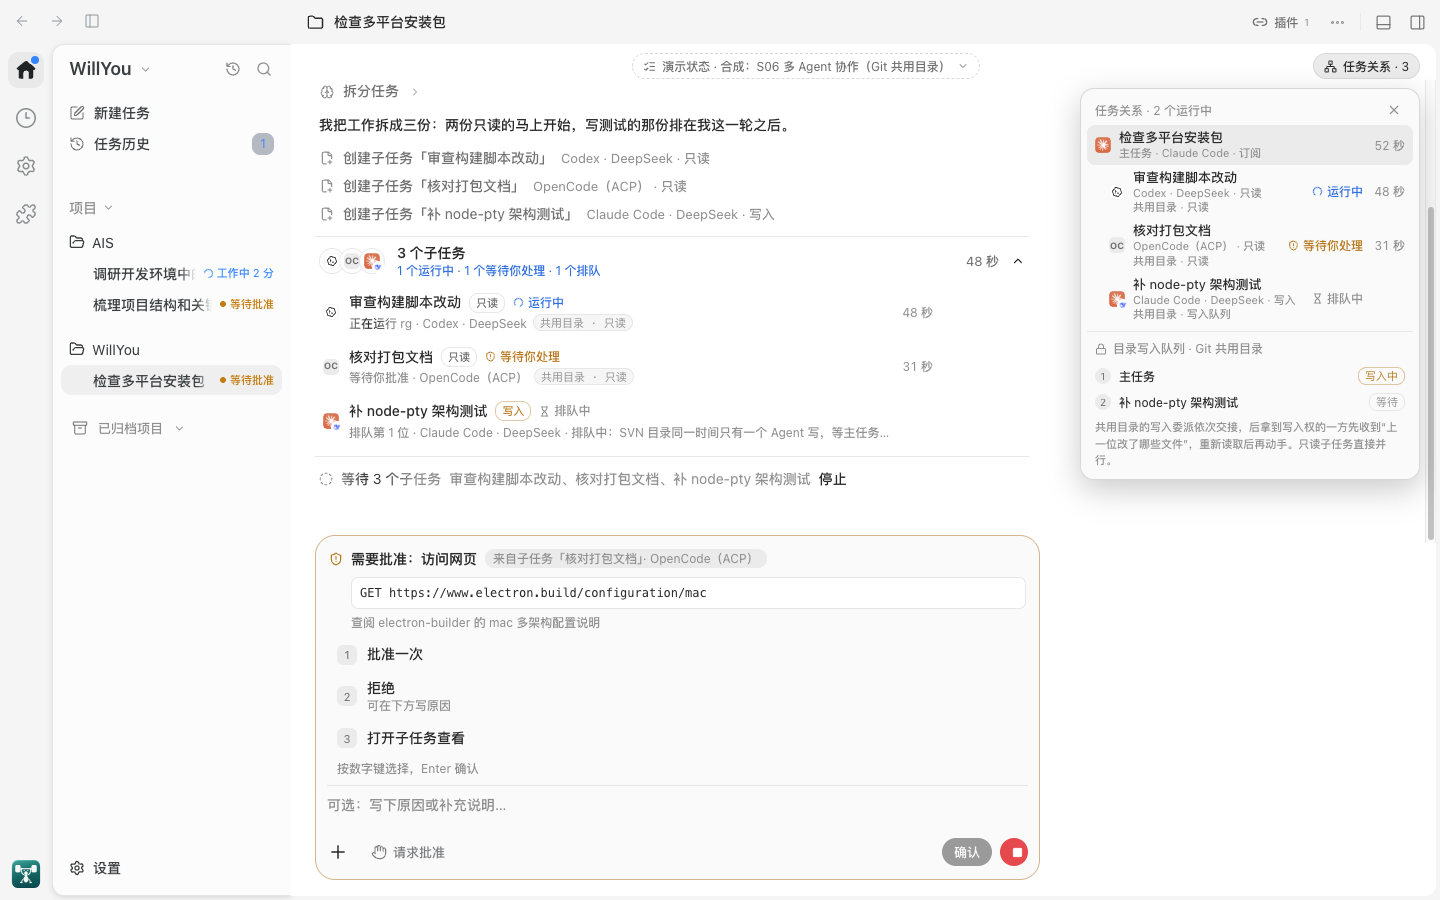 检查多平台安装包
插件 1
WillYou
新建任务
任务历史 1
项目
AIS
调研开发环境中 工作中 2 分
梳理项目结构和关 等待批准
WillYou
检查多平台安装包 等待批准
已归档项目
设置
演示状态 · 合成：S06 多 Agent 协作（Git 共用目录）
任务关系 · 3
拆分任务
我把工作拆成三份：两份只读的马上开始，写测试的那份排在我这一轮之后。
创建子任务「审查构建脚本改动」 Codex · DeepSeek · 只读
创建子任务「核对打包文档」 OpenCode（ACP） · 只读
创建子任务「补 node-pty 架构测试」 Claude Code · DeepSeek · 写入
OC
3 个子任务
1 个运行中 · 1 个等待你处理 · 1 个排队
48 秒
审查构建脚本改动 只读 运行中
正在运行 rg · Codex · DeepSeek 共用目录 · 只读
48 秒
OC
核对打包文档 只读 等待你处理
等待你批准 · OpenCode（ACP） 共用目录 · 只读
31 秒
补 node-pty 架构测试 写入 排队中
排队第 1 位 · Claude Code · DeepSeek · 排队中：SVN 目录同一时间只有一个 Agent 写，等主任务...
等待 3 个子任务 审查构建脚本改动、核对打包文档、补 node-pty 架构测试 停止
需要批准：访问网页 来自子任务「核对打包文档」· OpenCode（ACP）
GET https://www.electron.build/configuration/mac
查阅 electron-builder 的 mac 多架构配置说明
1 批准一次
2 拒绝
可在下方写原因
3 打开子任务查看
按数字键选择，Enter 确认
可选：写下原因或补充说明...
请求批准
确认
任务关系 · 2 个运行中
检查多平台安装包
主任务 · Claude Code · 订阅
52 秒
审查构建脚本改动
Codex · DeepSeek · 只读
共用目录 · 只读
运行中 48 秒
OC
核对打包文档
OpenCode（ACP） · 只读
共用目录 · 只读
等待你处理 31 秒
补 node-pty 架构测试
Claude Code · DeepSeek · 写入
共用目录 · 写入队列
排队中
目录写入队列 · Git 共用目录
1 主任务 写入中
2 补 node-pty 架构测试 等待
共用目录的写入委派依次交接，后拿到写入权的一方先收到“上
一位改了哪些文件”，重新读取后再动手。只读子任务直接并
行。